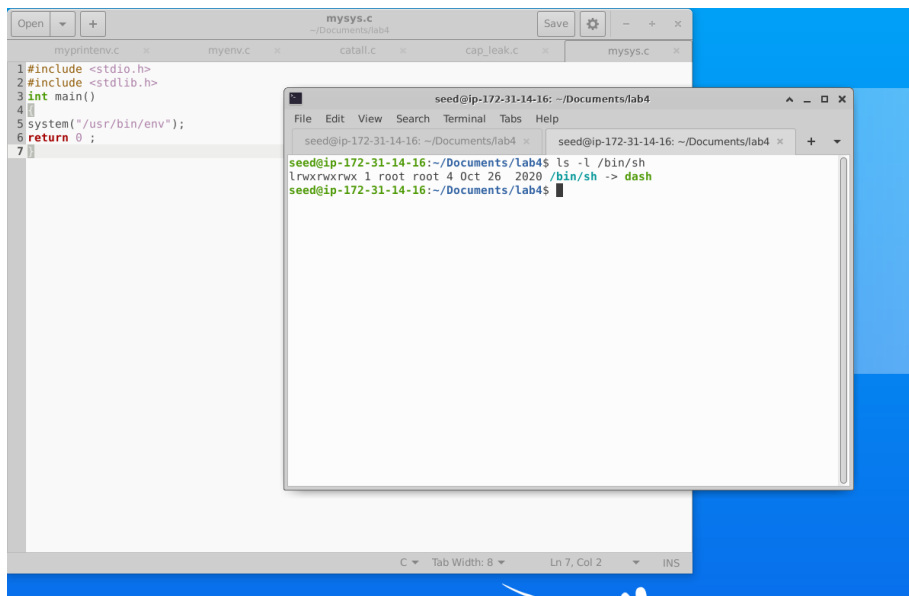 Open
+
mysys.c
~/Documents/lab4
Save
myprintenv.c
myenv.c
catall.c
cap_leak.c
mysys.c
1 #include <stdio.h>
2 #include <stdlib.h>
3 int main()
4 {
5 system("/usr/bin/env");
6 return 0 ;
7 }
seed@ip-172-31-14-16: ~/Documents/lab4
File Edit View Search Terminal Tabs Help
seed@ip-172-31-14-16: ~/Documents/lab4
seed@ip-172-31-14-16: ~/Documents/lab4
seed@ip-172-31-14-16:~/Documents/lab4$ ls -l /bin/sh
lrwxrwxrwx 1 root root 4 Oct 26  2020 /bin/sh -> dash
seed@ip-172-31-14-16:~/Documents/lab4$
C
Tab Width: 8
Ln 7, Col 2
INS